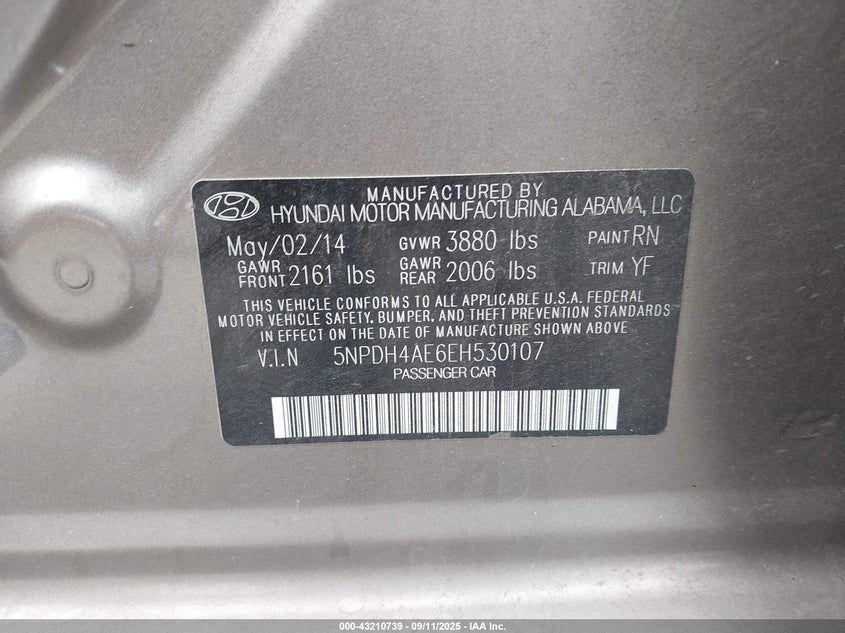 MANUFACTURED BY
HYUNDAI MOTOR MANUFACTURING ALABAMA, LLC
May/02/14 GVWR 3880 lbs PAINT RN
GAWR FRONT 2161 lbs GAWR REAR 2006 lbs TRIM YF
THIS VEHICLE CONFORMS TO ALL APPLICABLE U.S.A. FEDERAL
MOTOR VEHICLE SAFETY, BUMPER, AND THEFT PREVENTION STANDARDS
IN EFFECT ON THE DATE OF MANUFACTURE SHOWN ABOVE
V.I.N 5NPDH4AE6EH530107
PASSENGER CAR
000-43210739 - 09/11/2025 - IAA Inc.